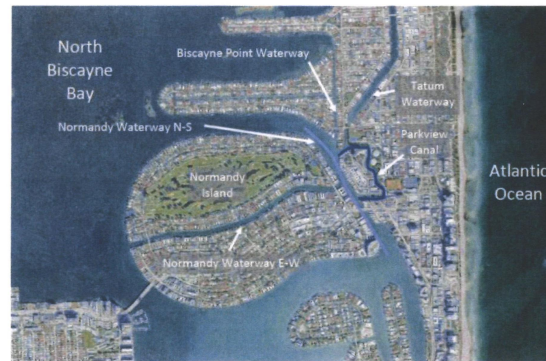 North
Biscayne
Bay
Biscayne Point Waterway
Tatum
Waterway
Normandy Waterway N-S
Parkview
Canal
Normandy
Island
Atlantic
Ocean
Normandy Waterway E-W